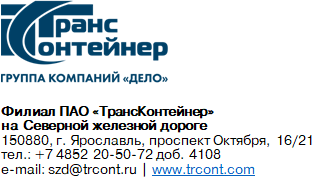 Транс
Контейнер
ГРУППА КОМПАНИЙ «ДЕЛО»
Филиал ПАО «ТрансКонтейнер»
на Северной железной дороге
150880, г. Ярославль, проспект Октября, 16/21
тел.: +7 4852 20-50-72 доб. 4108
e-mail: szd@trcont.ru | www.trcont.com